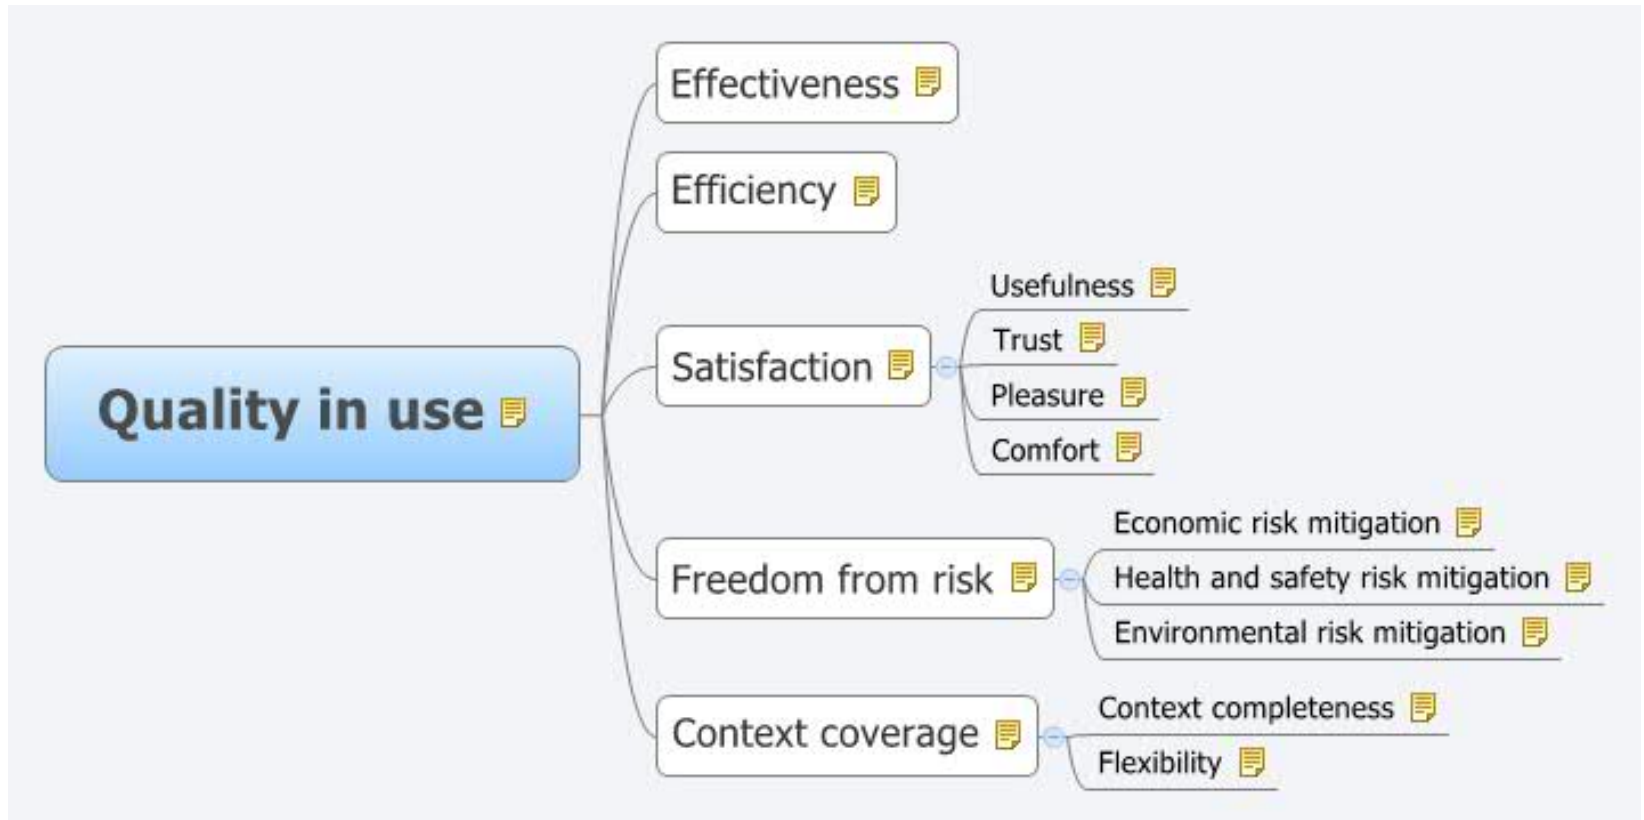 Quality in use
Effectiveness
Efficiency
Satisfaction
Usefulness
Trust
Pleasure
Comfort
Freedom from risk
Economic risk mitigation
Health and safety risk mitigation
Environmental risk mitigation
Context coverage
Context completeness
Flexibility